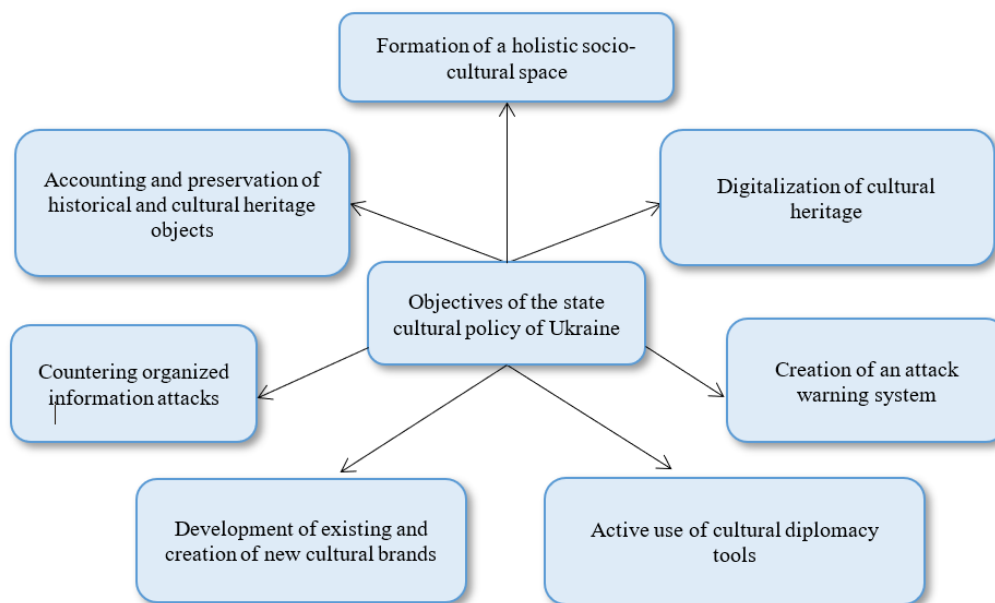 Formation of a holistic socio-
cultural space
Accounting and preservation of
historical and cultural heritage
objects
Digitalization of cultural
heritage
Objectives of the state
cultural policy of Ukraine
Countering organized
information attacks
Creation of an attack
warning system
Development of existing and
creation of new cultural brands
Active use of cultural diplomacy
tools